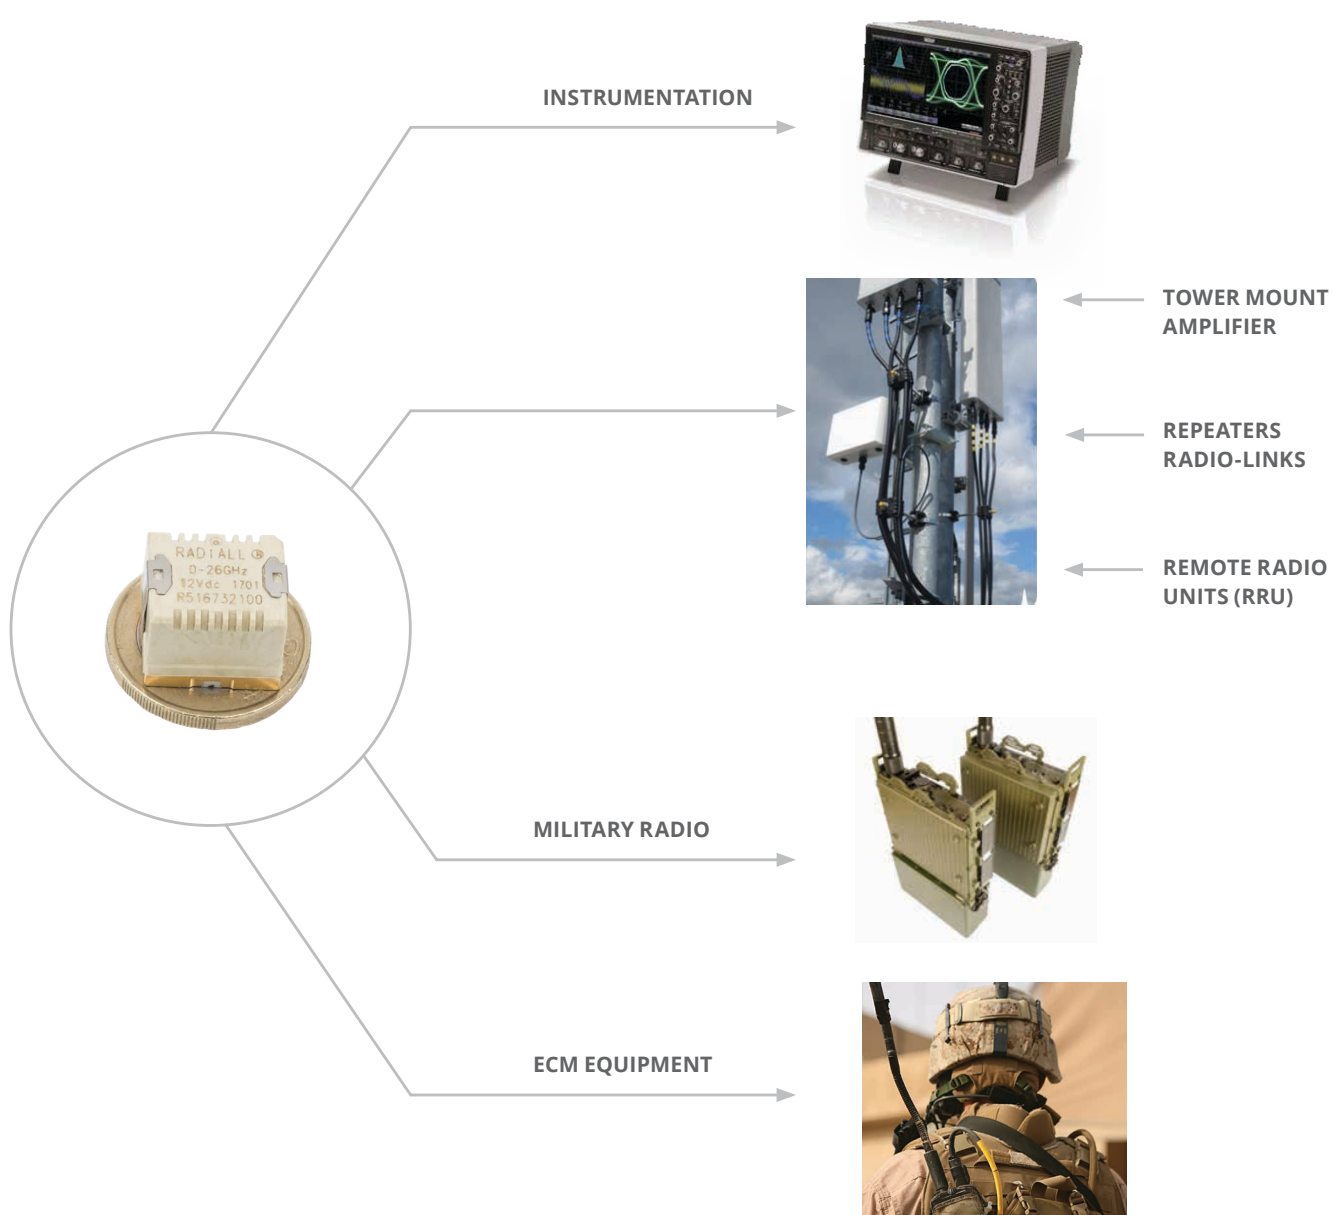 INSTRUMENTATION
TOWER MOUNT
AMPLIFIER
REPEATERS
RADIO-LINKS
REMOTE RADIO
UNITS (RRU)
RADIALL ®
0-26GHz
12Vdc 1701
R516732100
MILITARY RADIO
ECM EQUIPMENT